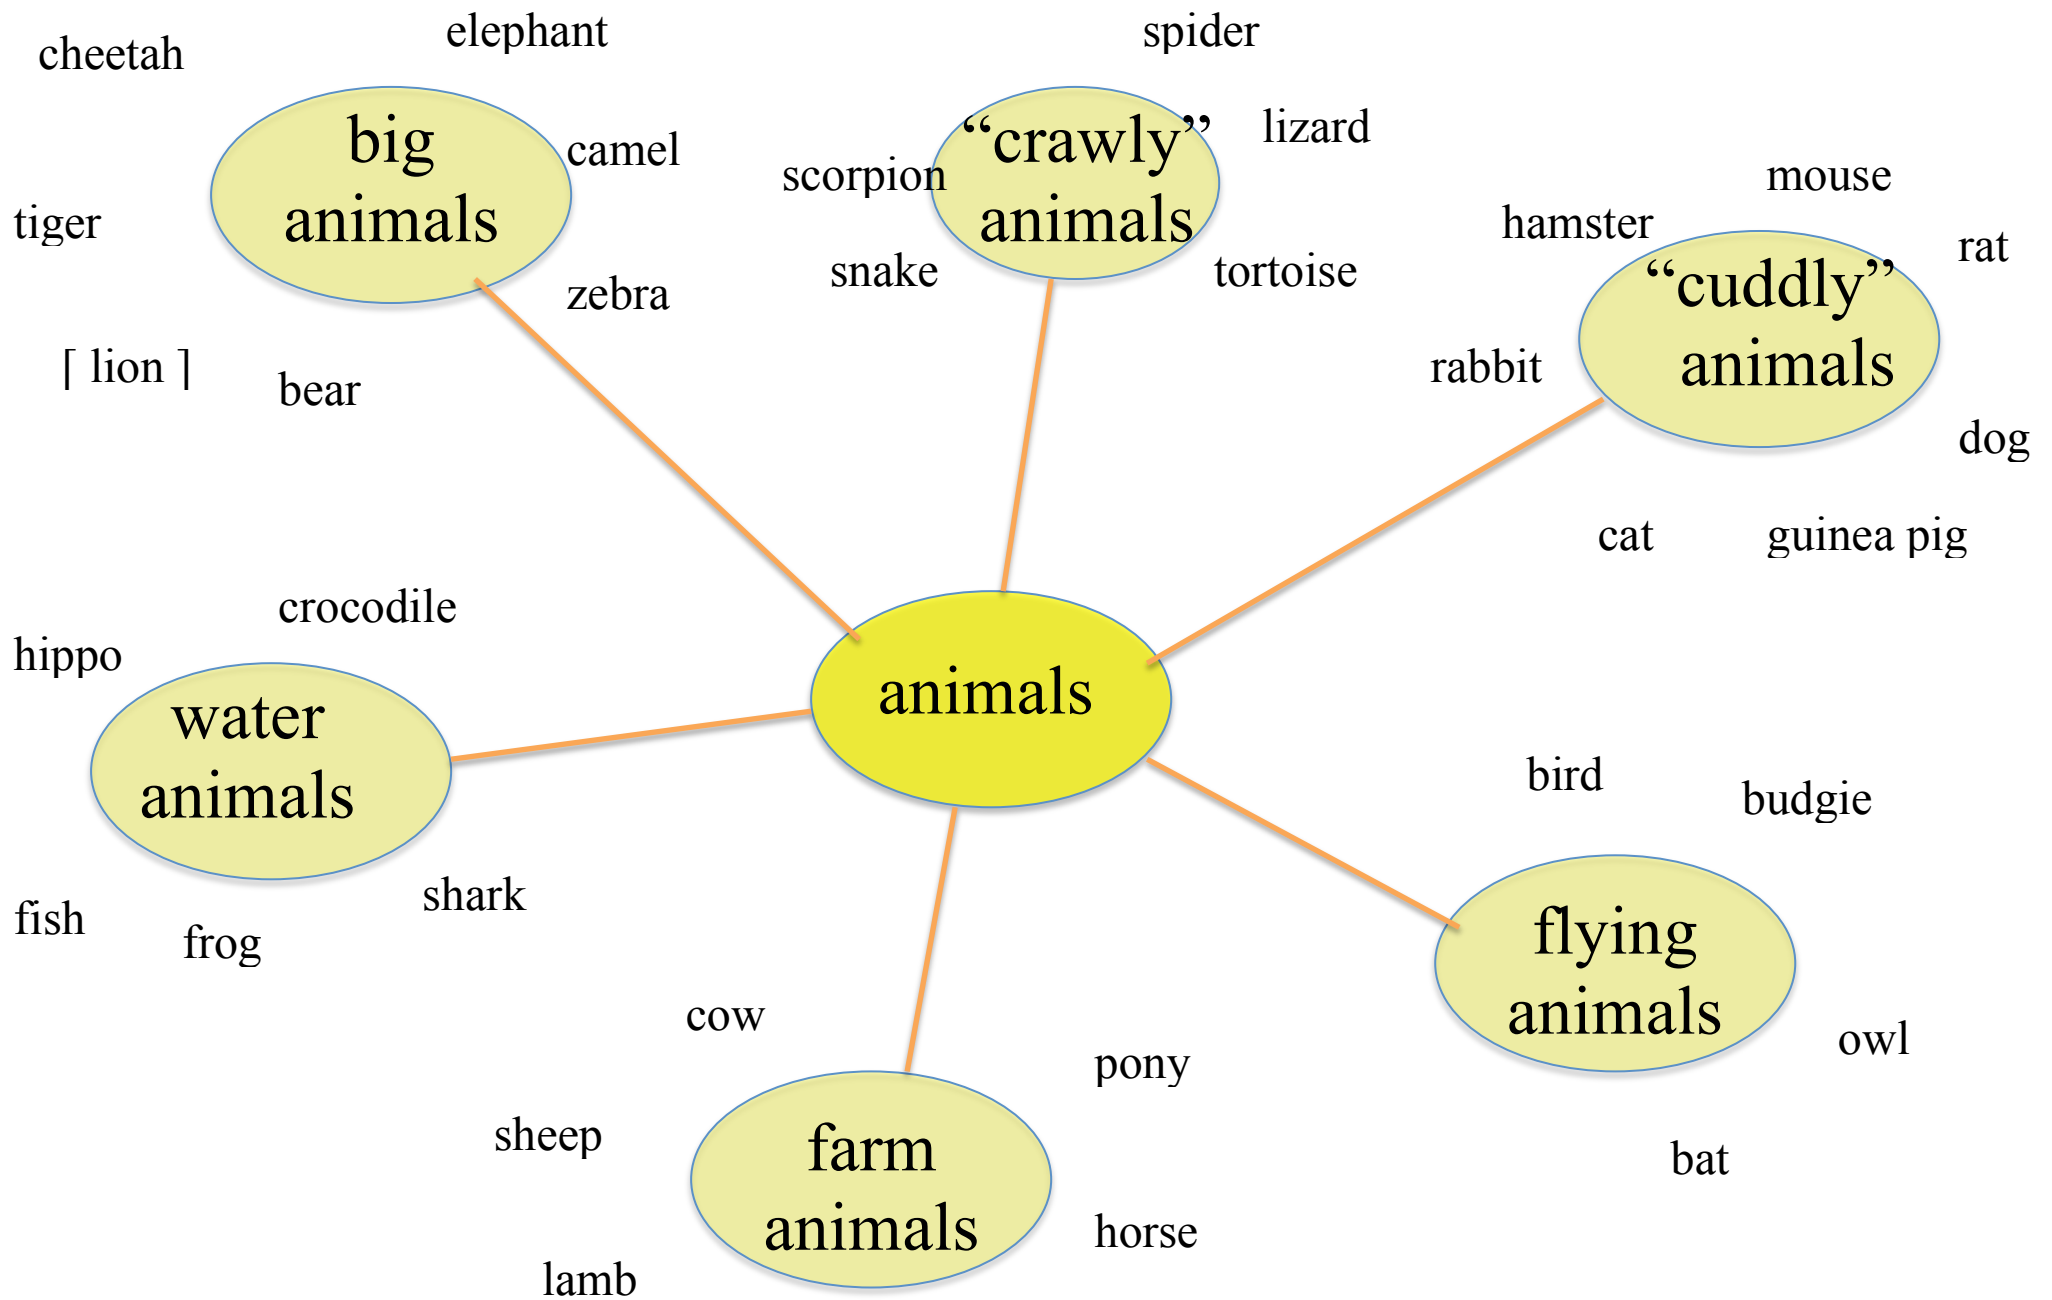 elephant
cheetah
big
animals
camel
tiger
zebra
[ lion ]
bear
spider
“crawly”
animals
lizard
scorpion
snake
tortoise
mouse
hamster
rat
“cuddly”
animals
rabbit
dog
cat
guinea pig
crocodile
hippo
water
animals
shark
fish
frog
animals
bird
budgie
flying
animals
owl
bat
cow
pony
sheep
farm
animals
horse
lamb